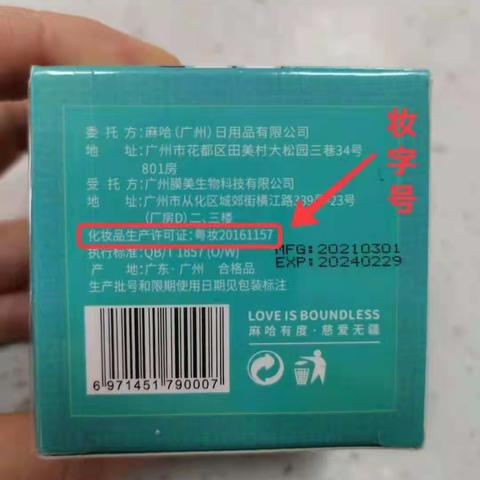 委 托 方:麻哈(广州)日用品有限公司
地 址:广州市花都区田美村大松园三巷34号
801房
受 托 方:广州膜美生物科技有限公司
地 址:广州市从化区城郊街横江路339号-23号
(厂房D)二、三楼
化妆品生产许可证:粤妆20161157
执行标准:QB/T 1857 (O/W)
产 地:广东·广州 合格品
生产批号和限期使用日期见包装标注
MFG:20210301
EXP:20240229
妆字号
LOVE IS BOUNDLESS
麻哈有度·慈爱无疆
6 971451 790007